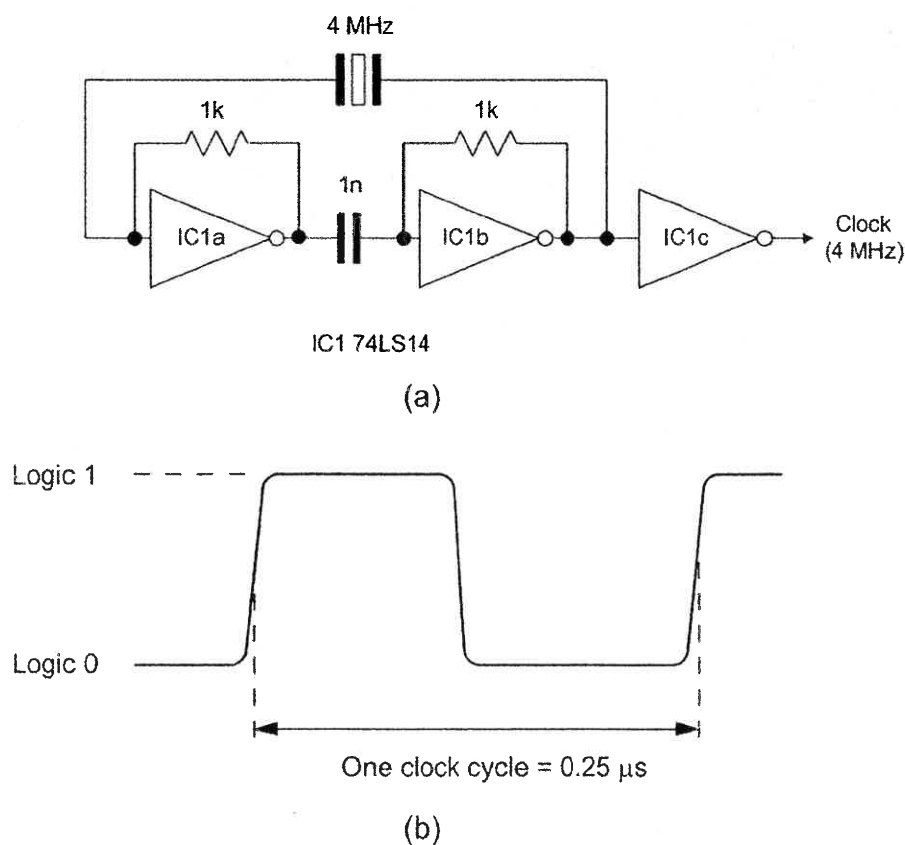 4 MHz
1k
1k
1n
IC1a
IC1b
IC1c
Clock
(4 MHz)
IC1 74LS14
(a)
Logic 1
Logic 0
One clock cycle = 0.25 μs
(b)